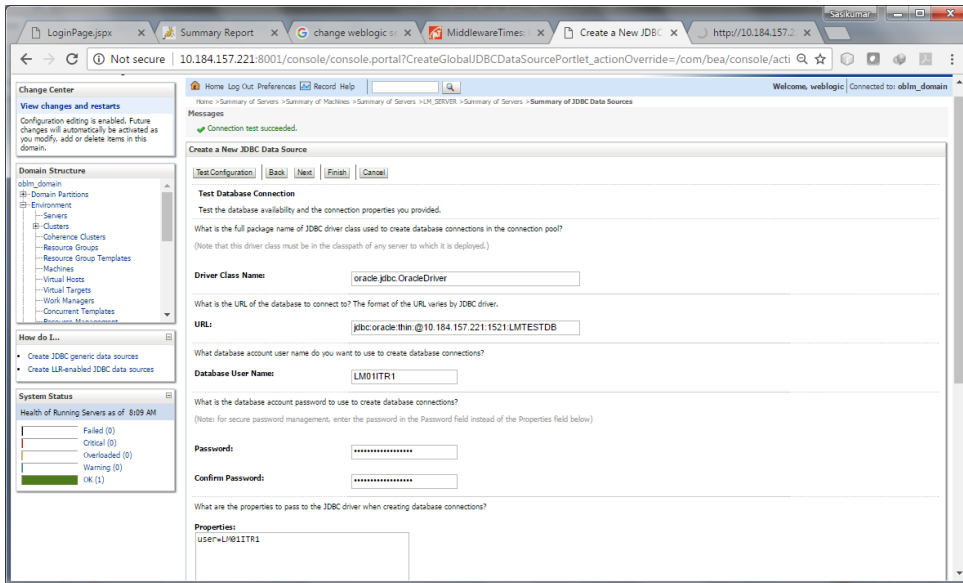 Sasikumar
LoginPage.jspx
Summary Report
change weblogic s
MiddlewareTimes:
Create a New JDBC
http://10.184.157.2
Not secure
10.184.157.221:8001/console/console.portal?CreateGlobalJDBCDataSourcePortlet_actionOverride=/com/bea/console/acti
Change Center
View changes and restarts
Configuration editing is enabled. Future
changes will automatically be activated as
you modify, add or delete items in this
domain.
Domain Structure
oblm_domain
Domain Partitions
Environment
Servers
Clusters
Coherence Clusters
Resource Groups
Resource Group Templates
Machines
Virtual Hosts
Virtual Targets
Work Managers
Concurrent Templates
Resource Management
How do I...
Create JDBC generic data sources
Create LLR-enabled JDBC data sources
System Status
Health of Running Servers as of 8:09 AM
Failed (0)
Critical (0)
Overloaded (0)
Warning (0)
OK (1)
Home Log Out Preferences Record Help
Welcome, weblogic Connected to: oblm_domain
Home >Summary of Servers >Summary of Machines >Summary of Servers >LM_SERVER >Summary of Servers >Summary of JDBC Data Sources
Messages
Connection test succeeded.
Create a New JDBC Data Source
Test Configuration Back Next Finish Cancel
Test Database Connection
Test the database availability and the connection properties you provided.
What is the full package name of JDBC driver class used to create database connections in the connection pool?
(Note that this driver class must be in the classpath of any server to which it is deployed.)
Driver Class Name: oracle.jdbc.OracleDriver
What is the URL of the database to connect to? The format of the URL varies by JDBC driver.
URL: jdbc:oracle:thin:@10.184.157.221:1521:LMTESTDB
What database account user name do you want to use to create database connections?
Database User Name: LM01ITR1
What is the database account password to use to create database connections?
(Note: for secure password management, enter the password in the Password field instead of the Properties field below)
Password: •••••••••••••••••
Confirm Password: •••••••••••••••••
What are the properties to pass to the JDBC driver when creating database connections?
Properties:
user=LM01ITR1